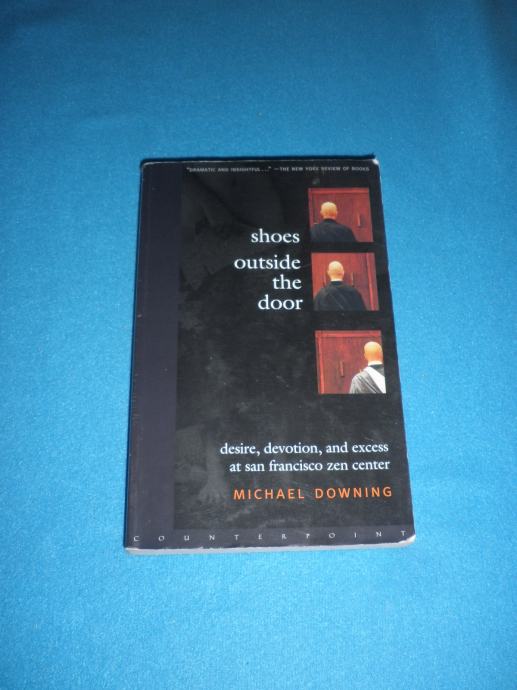 "DRAMATIC AND INSIGHTFUL..." —THE NEW YORK REVIEW OF BOOKS
shoes
outside
the
door
desire, devotion, and excess
at san francisco zen center
MICHAEL DOWNING
COUNTERPOINT